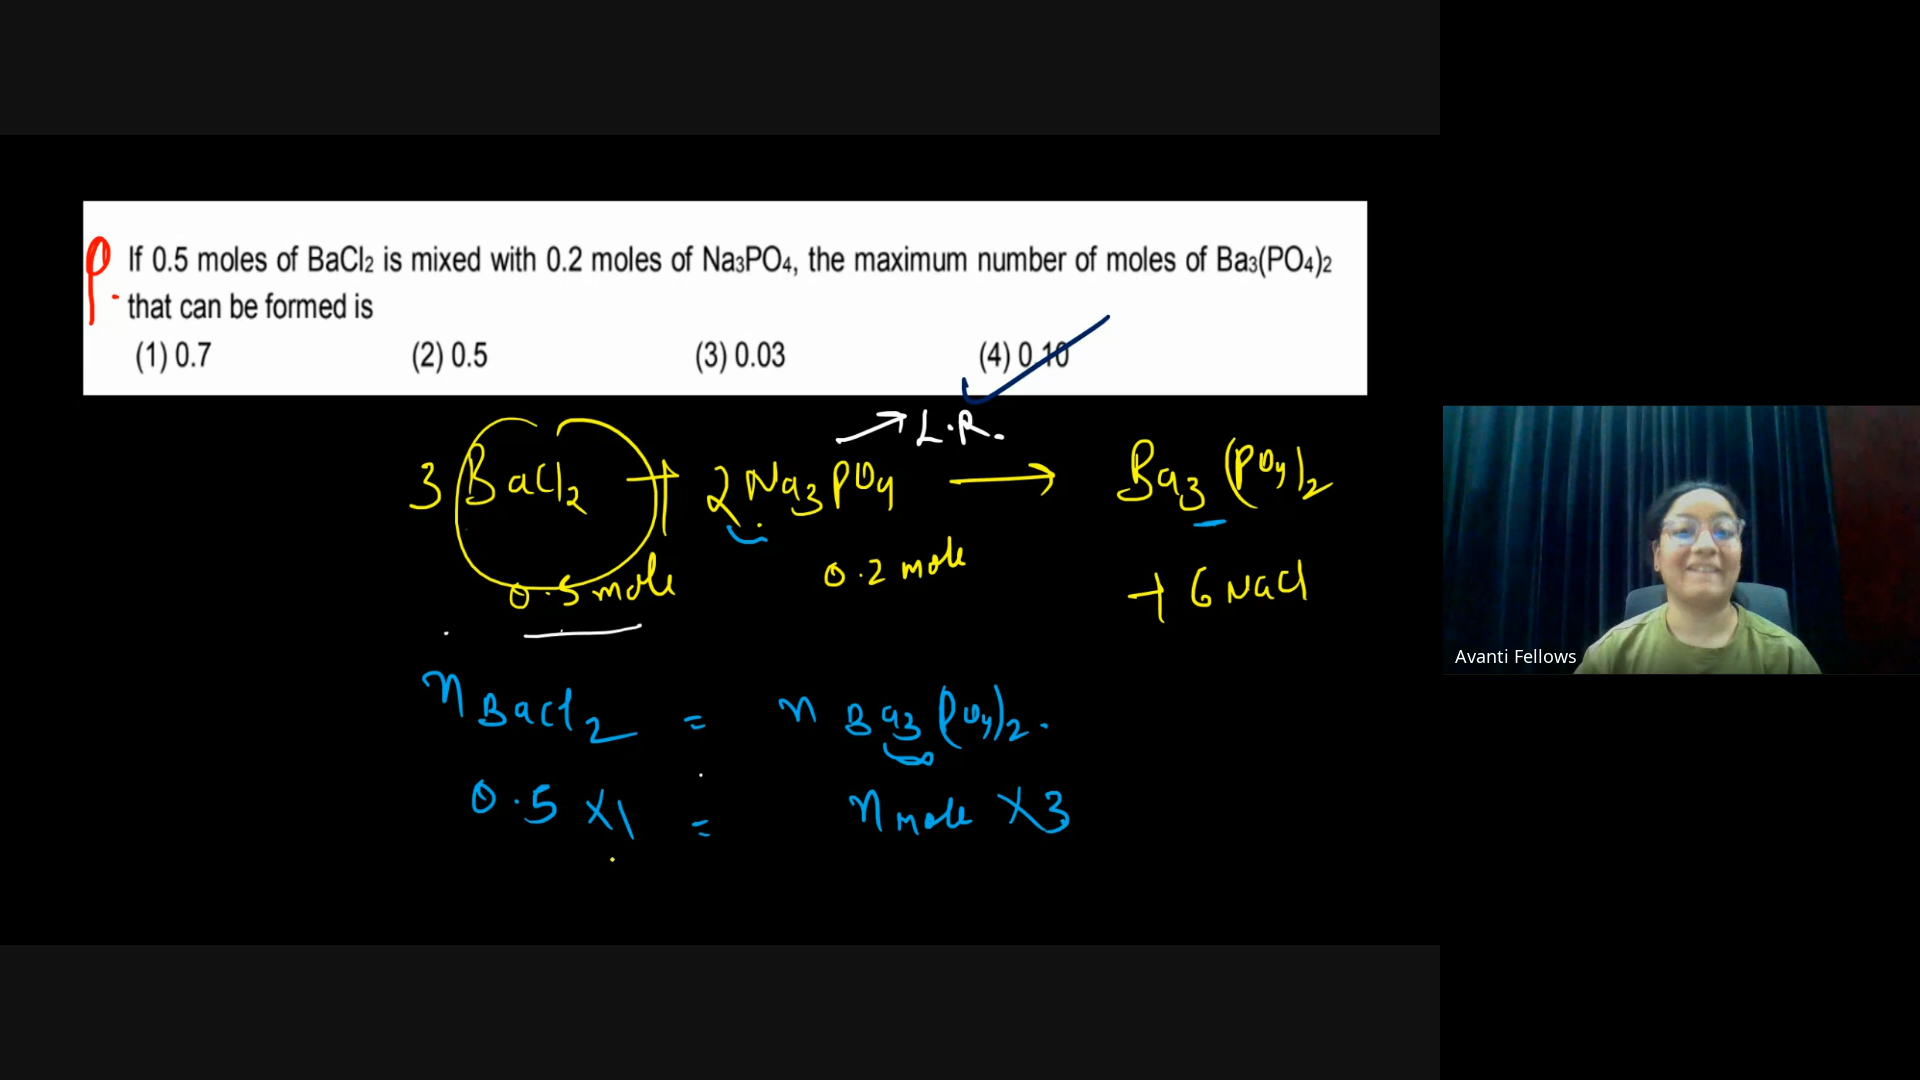 P. If 0.5 moles of BaCl2 is mixed with 0.2 moles of Na3PO4, the maximum number of moles of Ba3(PO4)2
that can be formed is
(1) 0.7 (2) 0.5 (3) 0.03 (4) 0.10
→ L.R.
3 BaCl2 + 2Na3PO4 → Ba3(PO4)2
0.5 mole 0.2 mole + 6 NaCl
n BaCl2 = n Ba3(PO4)2.
0.5 X1 = n mole X3
Avanti Fellows